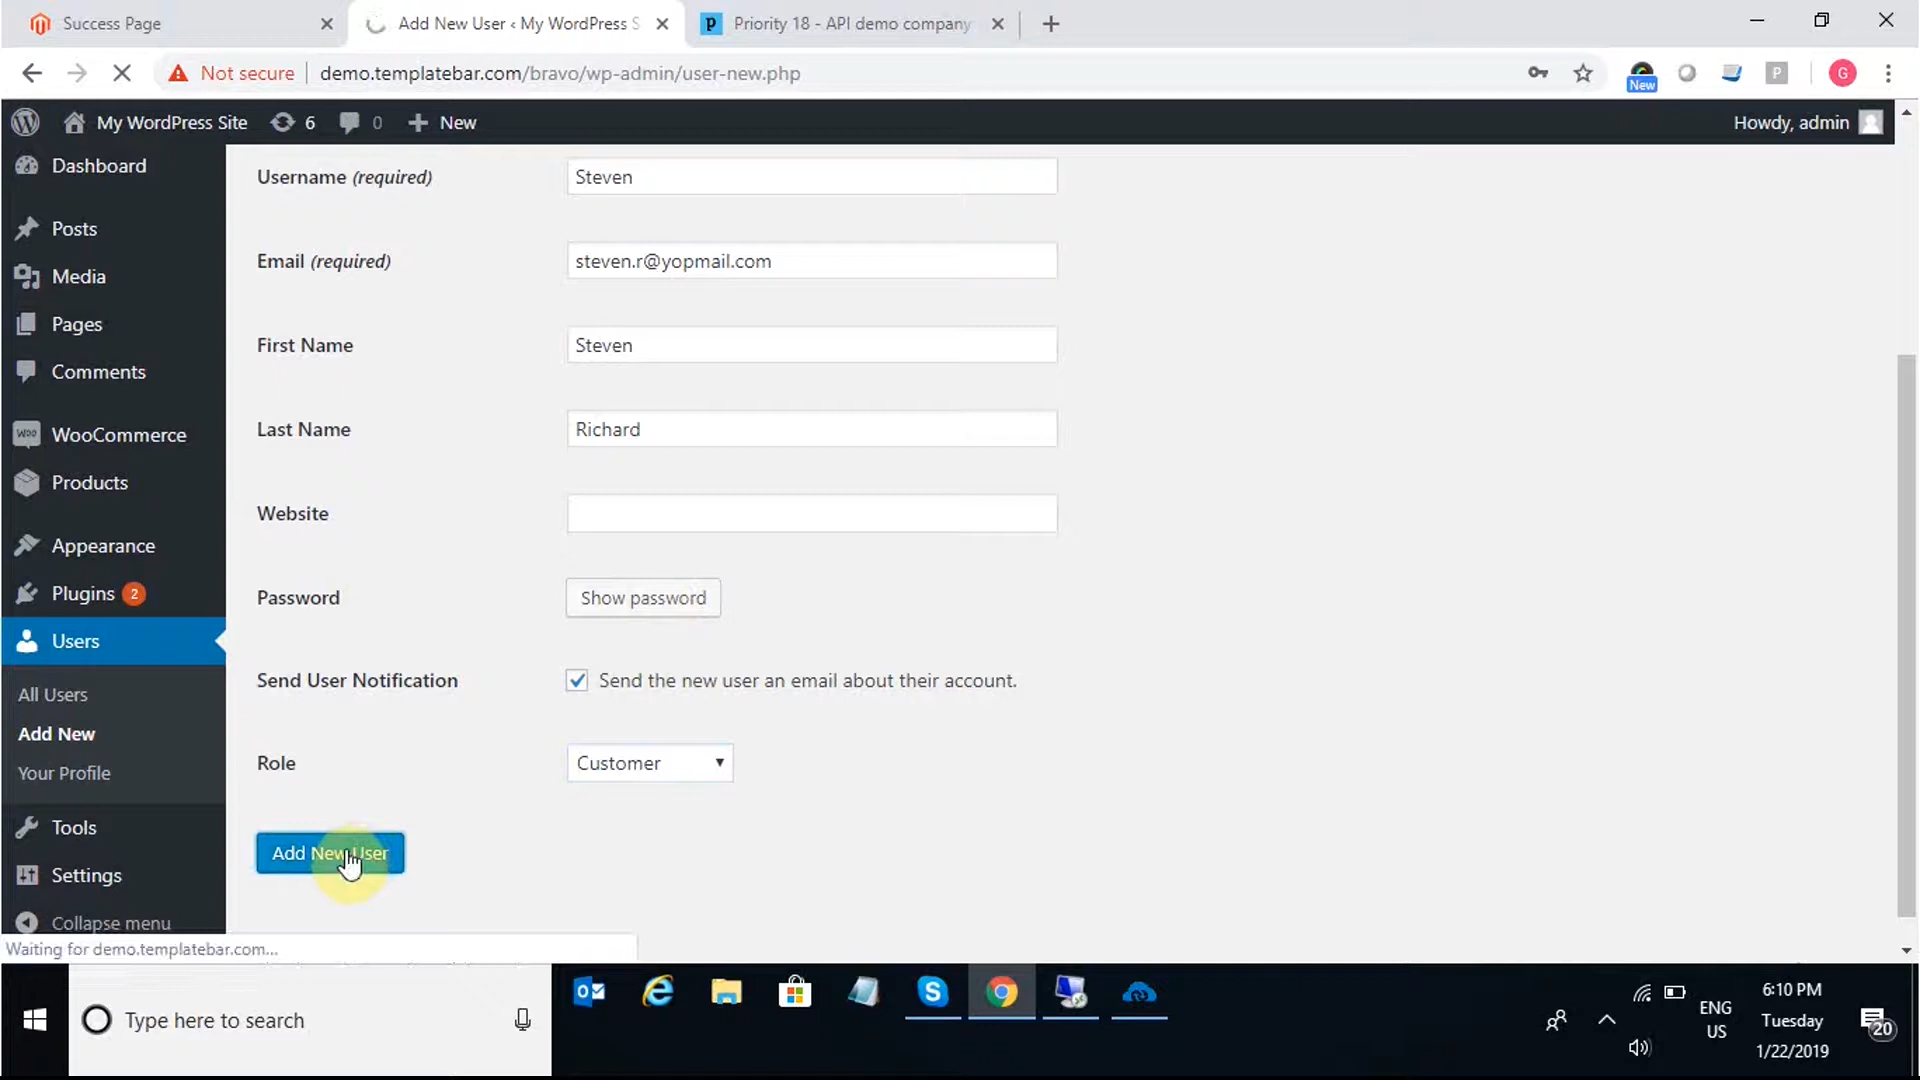 Success Page
Add New User ‹ My WordPress S
Priority 18 - API demo company
Not secure
demo.templatebar.com/bravo/wp-admin/user-new.php
New
P
G
My WordPress Site
6
0
New
Howdy, admin
Dashboard
Posts
Media
Pages
Comments
WooCommerce
Products
Appearance
Plugins 2
Users
All Users
Add New
Your Profile
Tools
Settings
Collapse menu
Username (required)
Steven
Email (required)
steven.r@yopmail.com
First Name
Steven
Last Name
Richard
Website
Password
Show password
Send User Notification
Send the new user an email about their account.
Role
Customer
Add New User
Waiting for demo.templatebar.com...
Type here to search
ENG
US
6:10 PM
Tuesday
1/22/2019
20